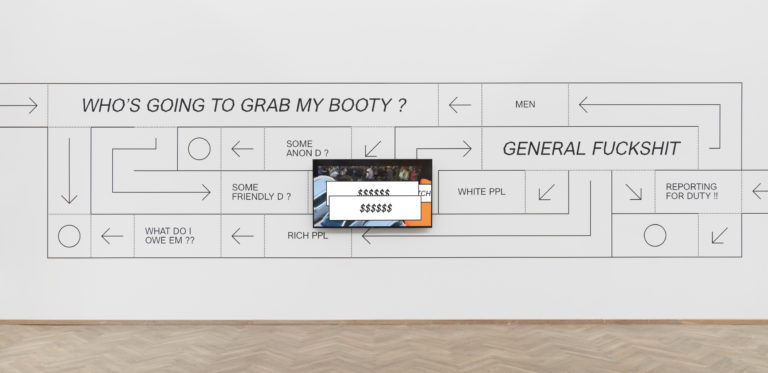 WHO'S GOING TO GRAB MY BOOTY ?
MEN
SOME
ANON D ?
GENERAL FUCKSHIT
SOME
FRIENDLY D ?
$$$$$$
$$$$$$
WHITE PPL
REPORTING
FOR DUTY !!
WHAT DO I
OWE EM ??
RICH PPL